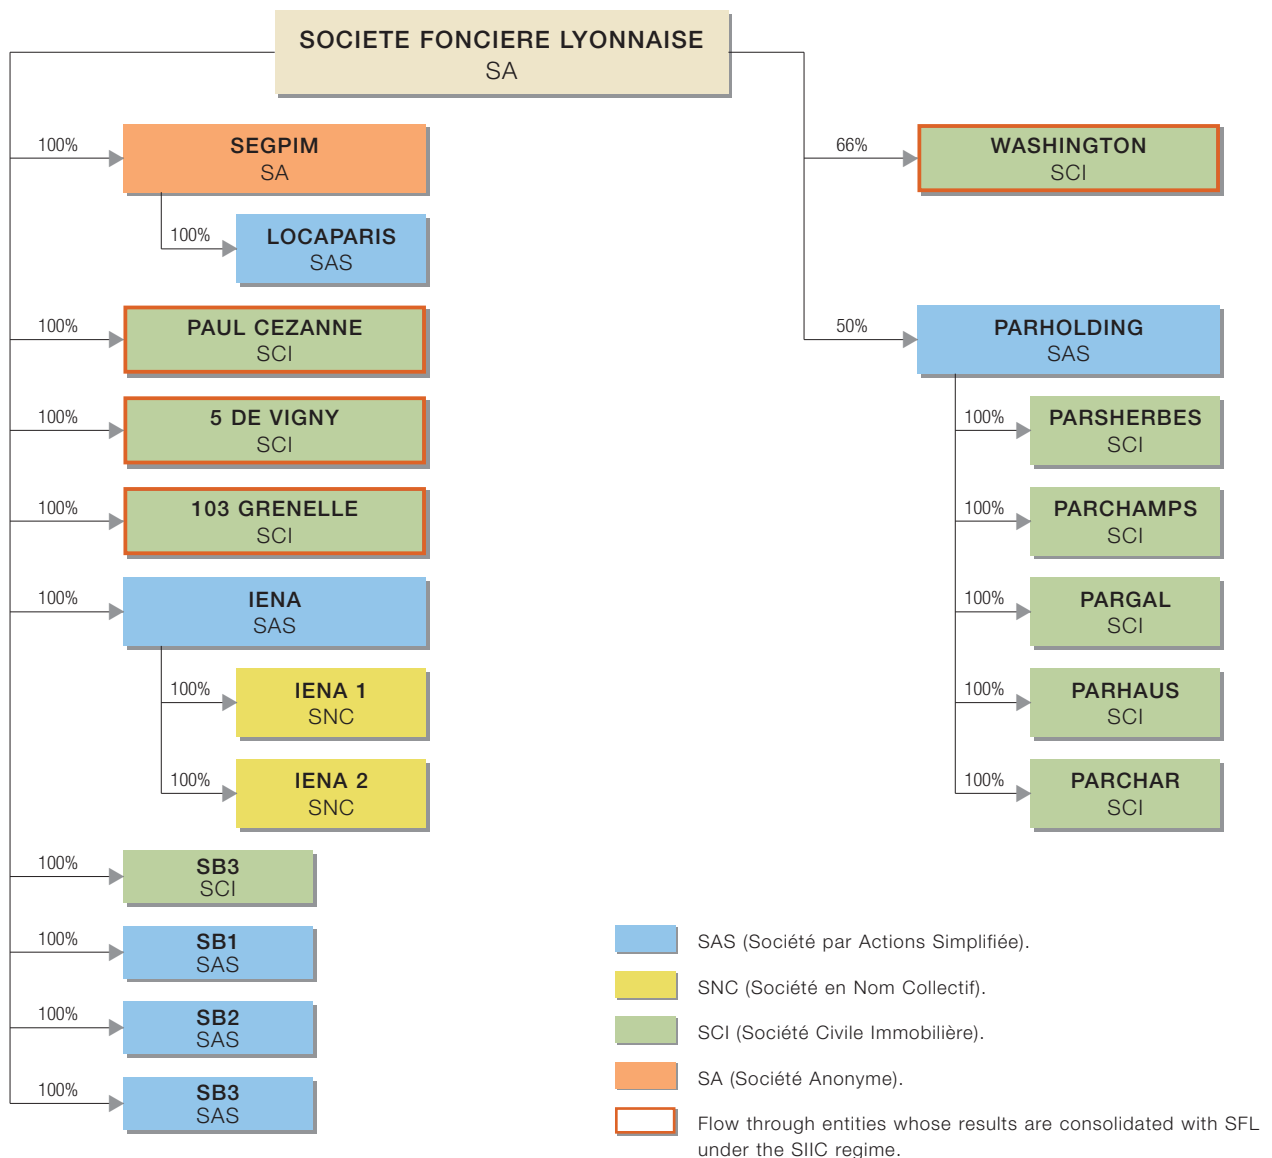 SOCIETE FONCIERE LYONNAISE
SA
100%
SEGPIM
SA
100%
LOCAPARIS
SAS
100%
PAUL CEZANNE
SCI
100%
5 DE VIGNY
SCI
100%
103 GRENELLE
SCI
100%
IENA
SAS
100%
IENA 1
SNC
100%
IENA 2
SNC
100%
SB3
SCI
100%
SB1
SAS
100%
SB2
SAS
100%
SB3
SAS
66%
WASHINGTON
SCI
50%
PARHOLDING
SAS
100%
PARSHERBES
SCI
100%
PARCHAMPS
SCI
100%
PARGAL
SCI
100%
PARHAUS
SCI
100%
PARCHAR
SCI
SAS (Société par Actions Simplifiée).
SNC (Société en Nom Collectif).
SCI (Société Civile Immobilière).
SA (Société Anonyme).
Flow through entities whose results are consolidated with SFL
under the SIIC regime.